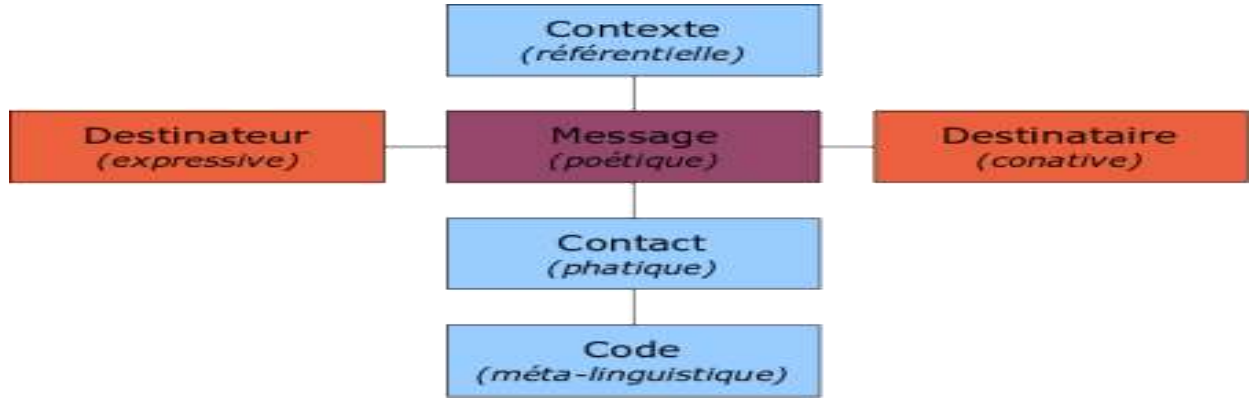 Contexte
(référentielle)
Destinateur
(expressive)
Message
(poétique)
Destinataire
(conative)
Contact
(phatique)
Code
(méta-linguistique)